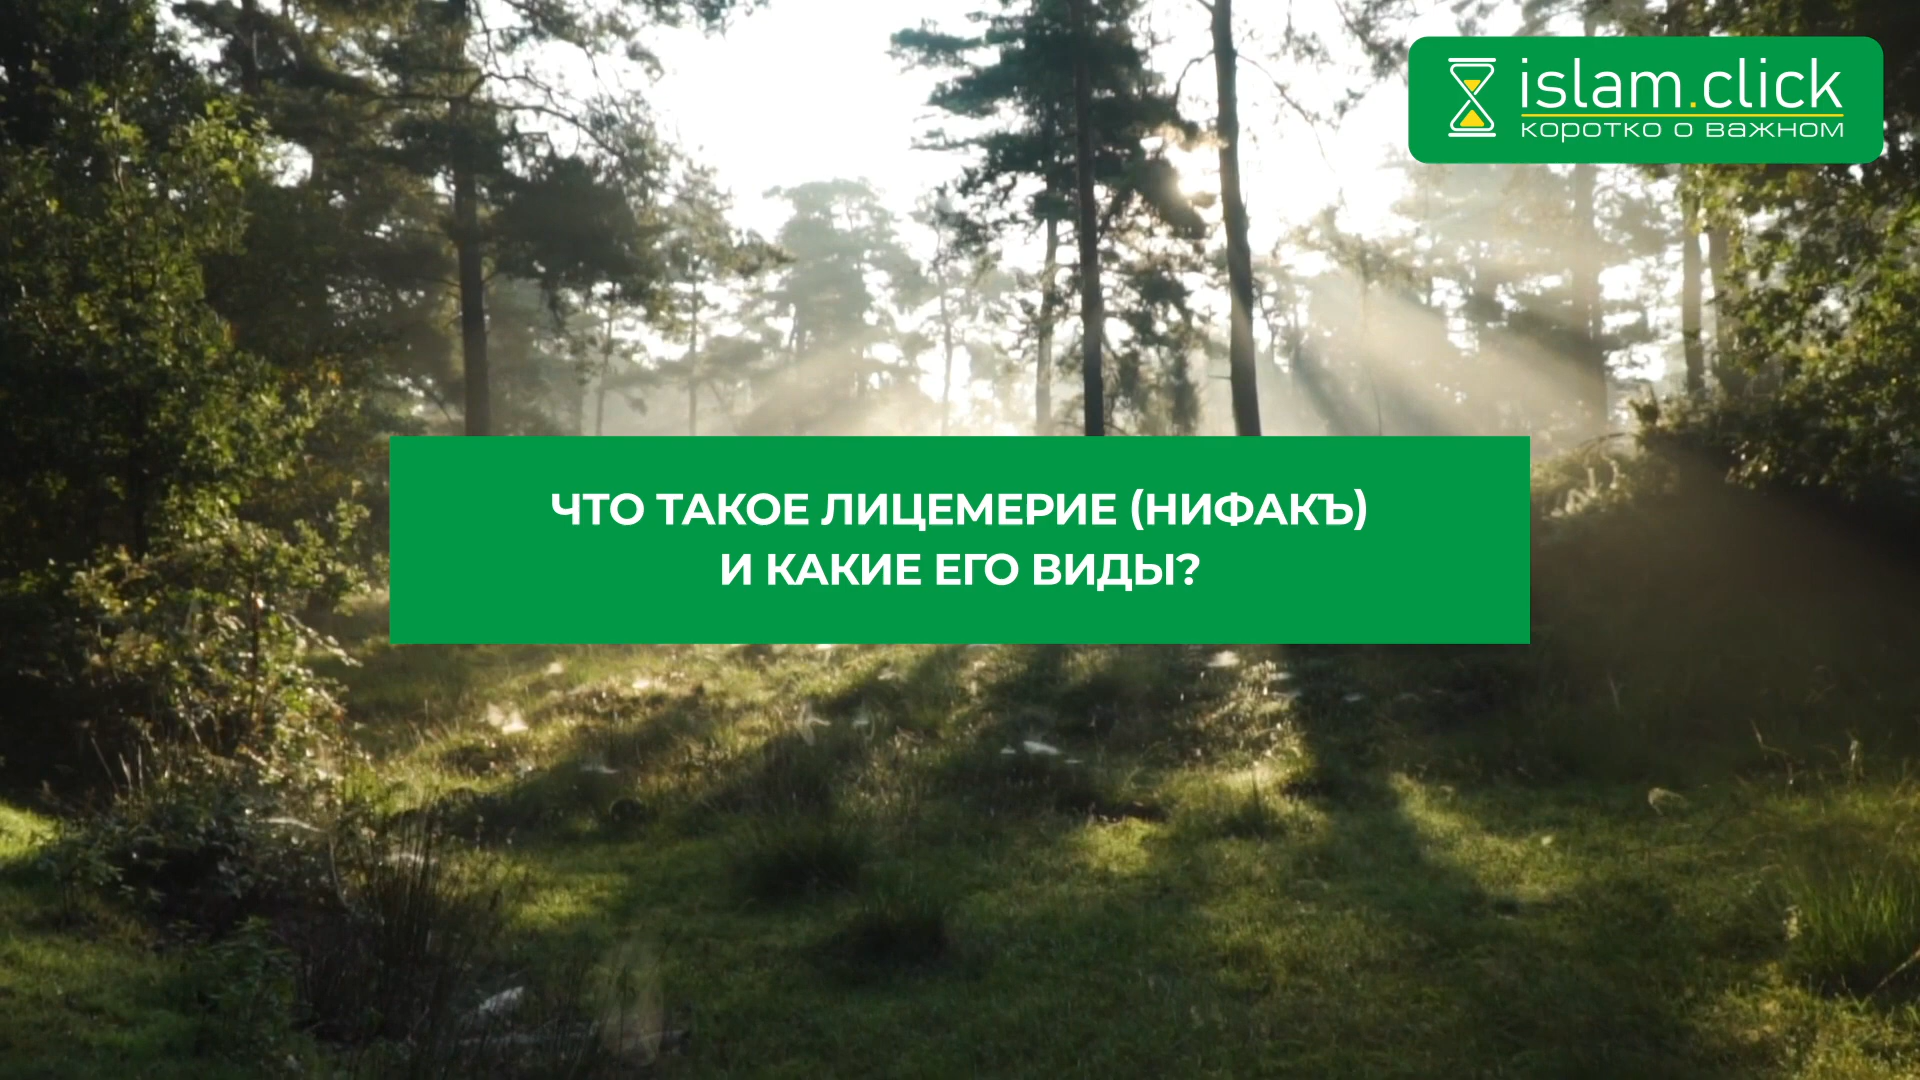 islam.click
коротко о важном
ЧТО ТАКОЕ ЛИЦЕМЕРИЕ (НИФАКЪ)
И КАКИЕ ЕГО ВИДЫ?